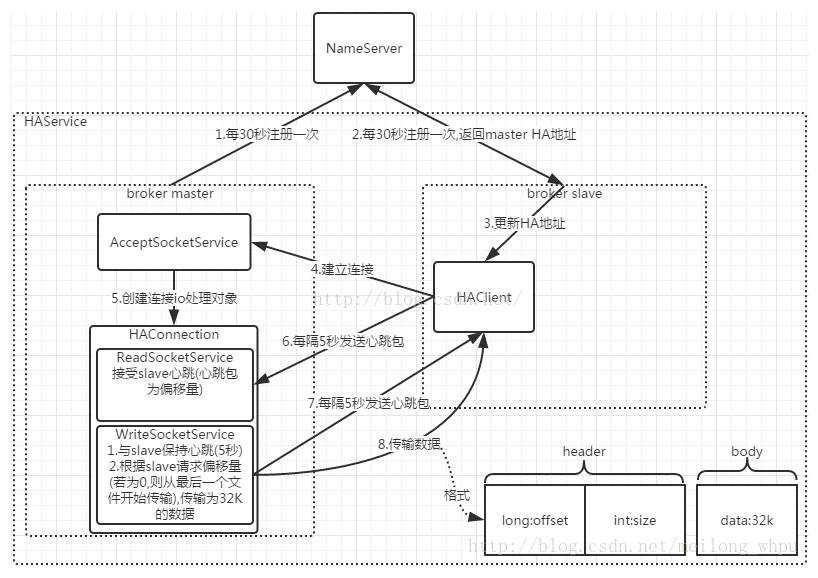 NameServer
HAService
1.每30秒注册一次
2.每30秒注册一次,返回master HA地址
broker master
broker slave
3.更新HA地址
AcceptSocketService
4.建立连接
HAClient
http://blog.csdn.net/
5.创建连接io处理对象
HAConnection
6.每隔5秒发送心跳包
ReadSocketService
接受slave心跳(心跳包
为偏移量)
7.每隔5秒发送心跳包
WriteSocketService
1.与slave保持心跳(5秒)
2.根据slave请求偏移量
(若为0,则从最后一个文
件开始传输),传输为32K
的数据
8.传输数据
格式
header
body
long:offset
int:size
data:32k
http://blog.csdn.net/meilong_whpu